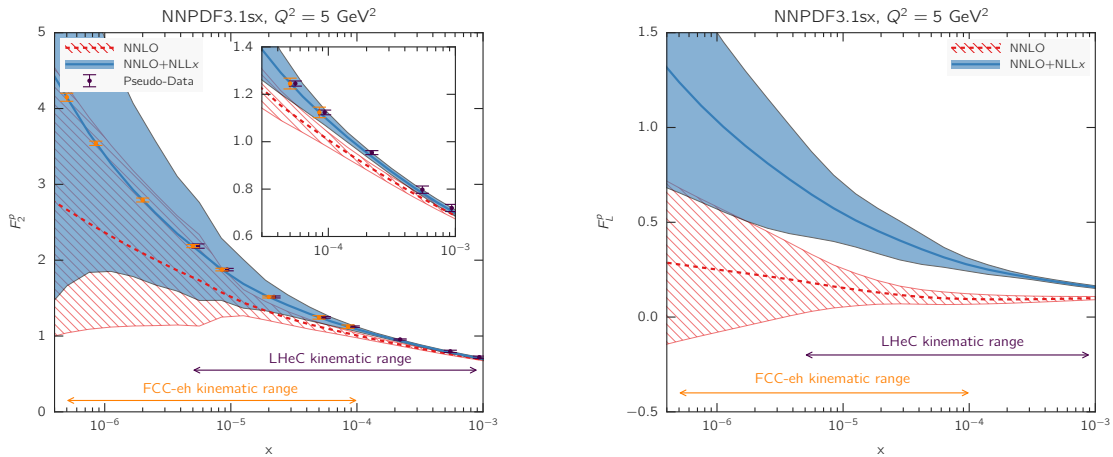 NNPDF3.1sx, Q² = 5 GeV²
NNLO
NNLO+NLLx
Pseudo-Data
5
4
3
2
1
0
F₂ᵖ
1.4
1.2
1.0
0.8
0.6
10⁻⁴
10⁻³
LHeC kinematic range
FCC-eh kinematic range
10⁻⁶
10⁻⁵
10⁻⁴
10⁻³
x
NNPDF3.1sx, Q² = 5 GeV²
NNLO
NNLO+NLLx
1.5
1.0
0.5
0.0
−0.5
F_Lᵖ
LHeC kinematic range
FCC-eh kinematic range
10⁻⁶
10⁻⁵
10⁻⁴
10⁻³
x